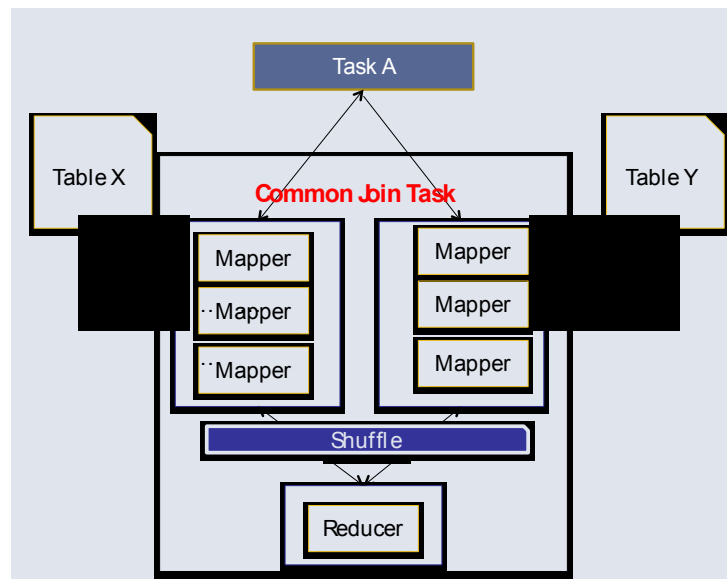 Task A
Table X
Table Y
Common Join Task
Mapper
Mapper
··Mapper
Mapper
··Mapper
Mapper
Shuffle
Reducer